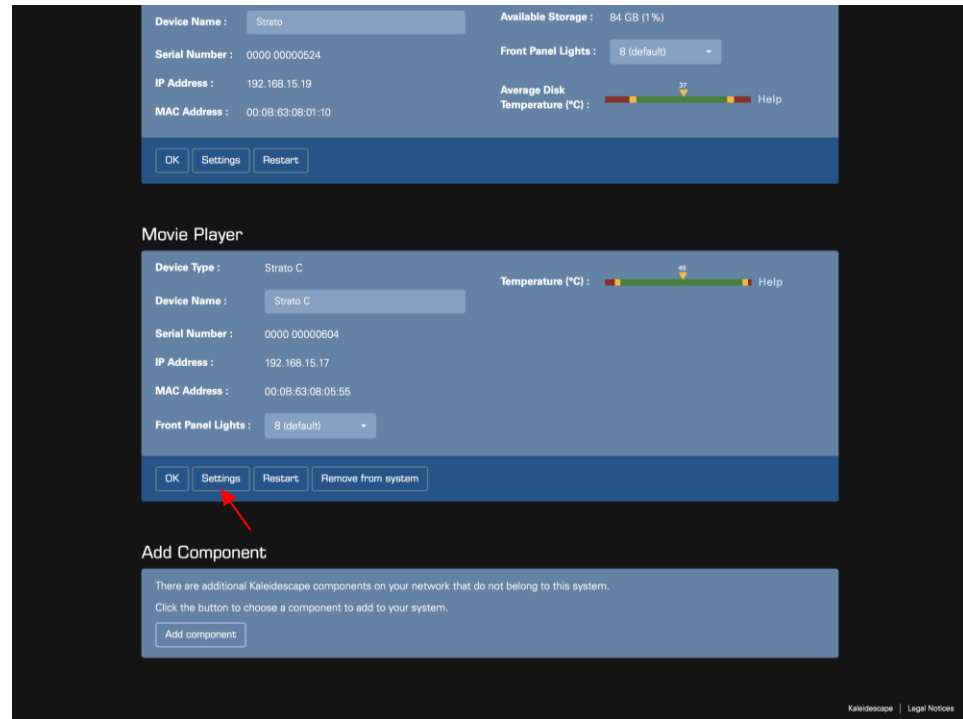 Device Name : Strato
Available Storage : 84 GB (1%)
Serial Number : 0000 00000524
Front Panel Lights : 8 (default)
IP Address : 192.168.15.19
Average Disk
Temperature (°C) : 37 Help
MAC Address : 00:0B:63:08:01:10
OK Settings Restart
Movie Player
Device Type : Strato C
Temperature (°C) : 49 Help
Device Name : Strato C
Serial Number : 0000 00000604
IP Address : 192.168.15.17
MAC Address : 00:0B:63:08:05:55
Front Panel Lights : 8 (default)
OK Settings Restart Remove from system
Add Component
There are additional Kaleidescape components on your network that do not belong to this system.
Click the button to choose a component to add to your system.
Add component
Kaleidescape | Legal Notices